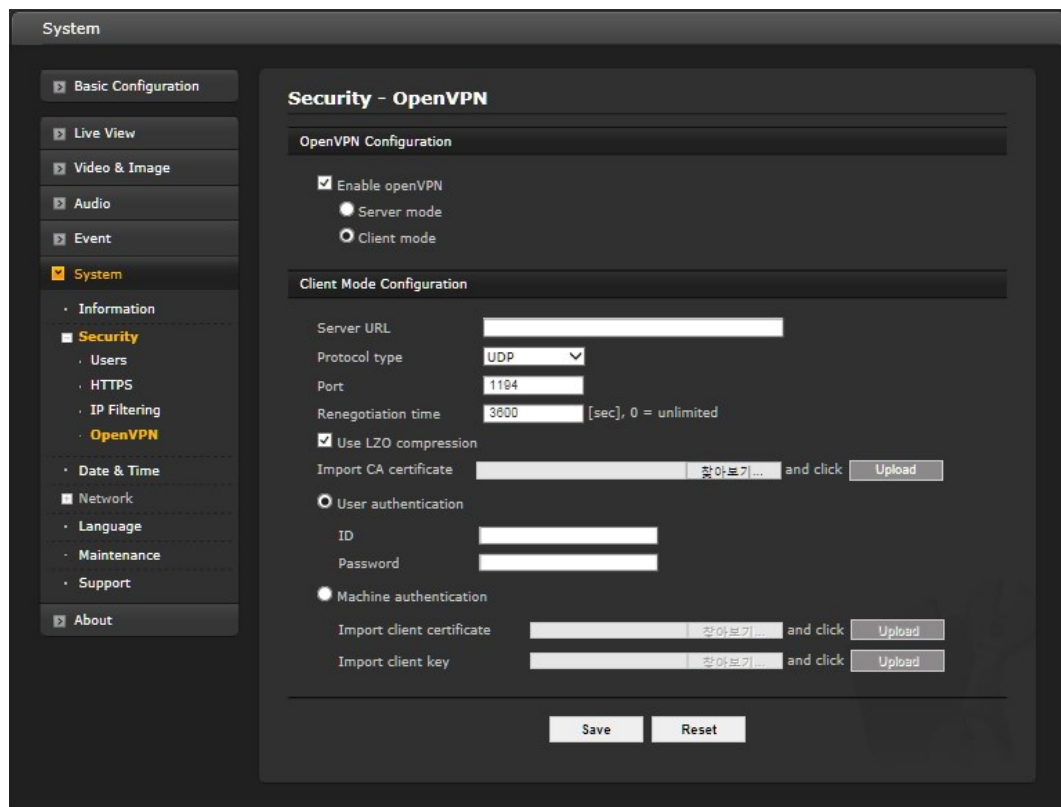 System
Basic Configuration
Live View
Video & Image
Audio
Event
System
Information
Security
Users
HTTPS
IP Filtering
OpenVPN
Date & Time
Network
Language
Maintenance
Support
About
Security - OpenVPN
OpenVPN Configuration
Enable openVPN
Server mode
Client mode
Client Mode Configuration
Server URL
Protocol type UDP
Port 1194
Renegotiation time 3600 [sec], 0 = unlimited
Use LZO compression
Import CA certificate 찾아보기... and click Upload
User authentication
ID
Password
Machine authentication
Import client certificate 찾아보기... and click Upload
Import client key 찾아보기... and click Upload
Save Reset